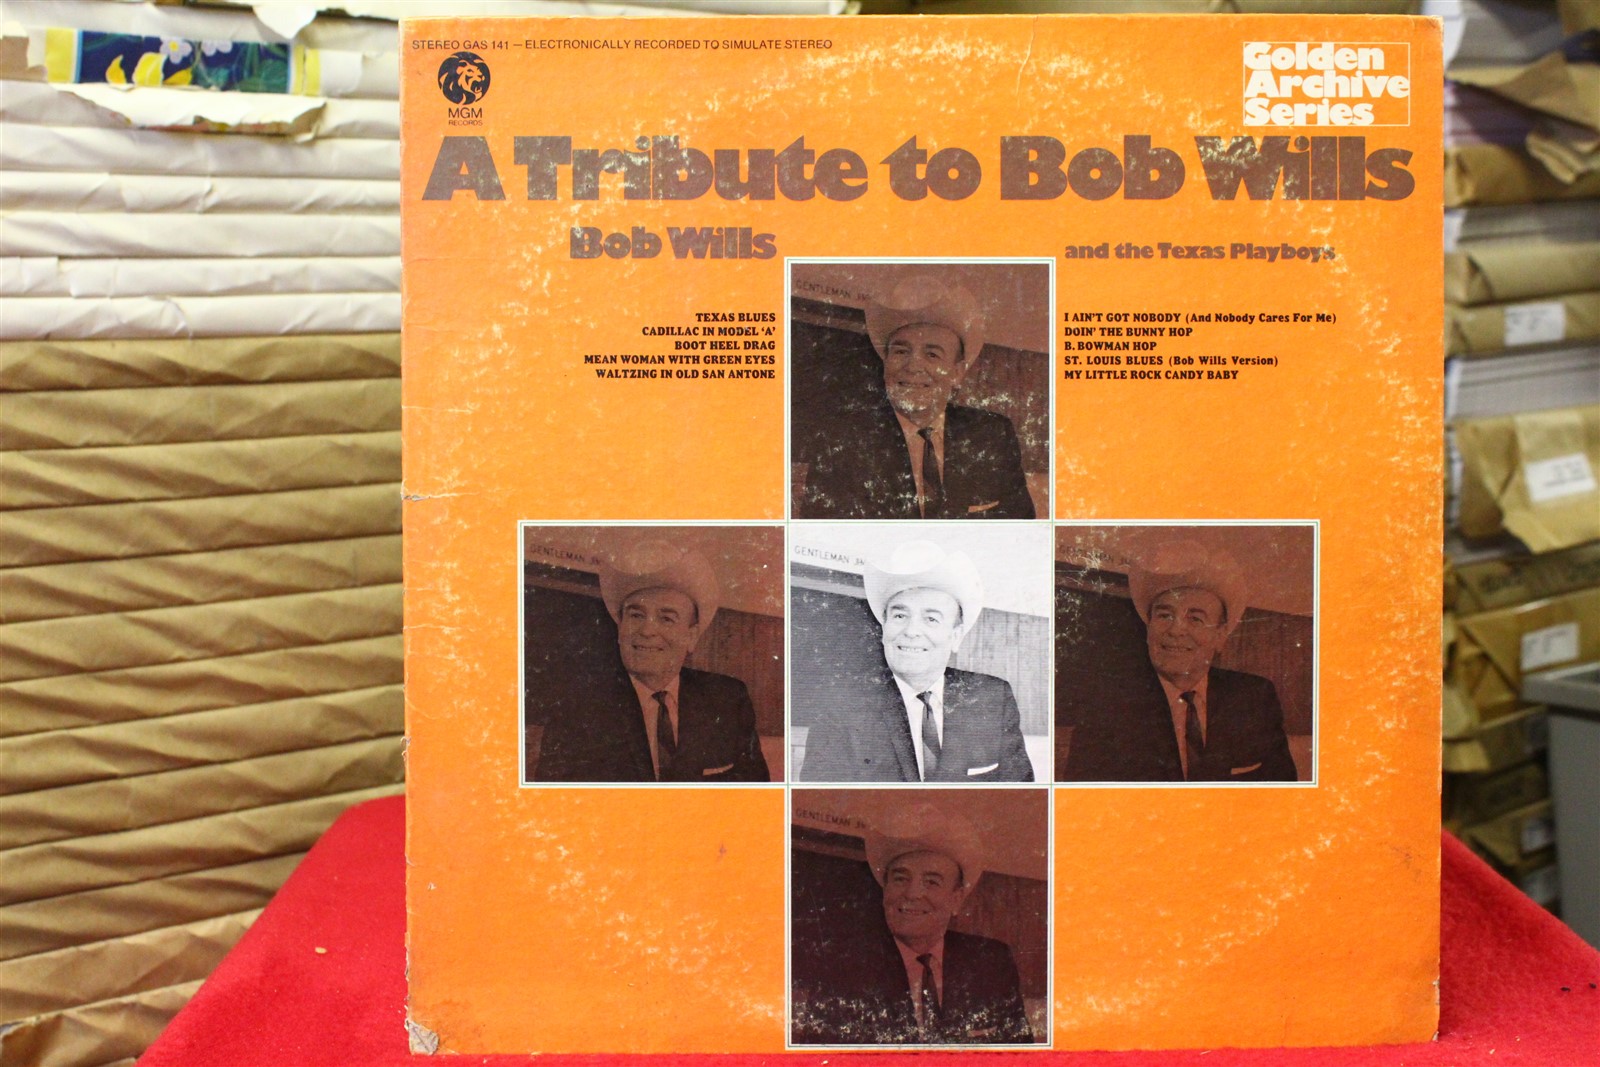 STEREO GAS 141 — ELECTRONICALLY RECORDED TO SIMULATE STEREO
MGM
RECORDS
Golden
Archive
Series
A Tribute to Bob Wills
Bob Wills
and the Texas Playboys
TEXAS BLUES
CADILLAC IN MODEL ‘A’
BOOT HEEL DRAG
MEAN WOMAN WITH GREEN EYES
WALTZING IN OLD SAN ANTONE
I AIN'T GOT NOBODY (And Nobody Cares For Me)
DOIN' THE BUNNY HOP
B. BOWMAN HOP
ST. LOUIS BLUES (Bob Wills Version)
MY LITTLE ROCK CANDY BABY
GENTLEMAN
GENTLEMAN
GENTLEMAN
GENTLEMAN
GENTLEMAN